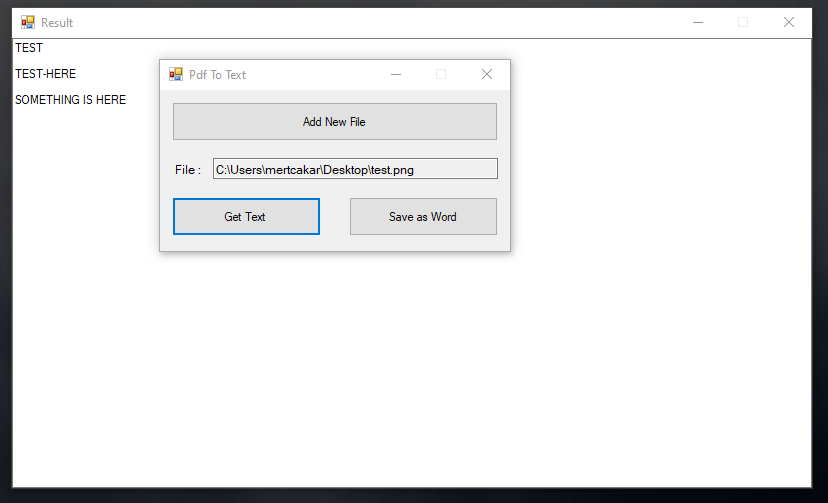 Result
TEST
TEST-HERE
SOMETHING IS HERE
Pdf To Text
Add New File
File : C:\Users\mertcakar\Desktop\test.png
Get Text
Save as Word